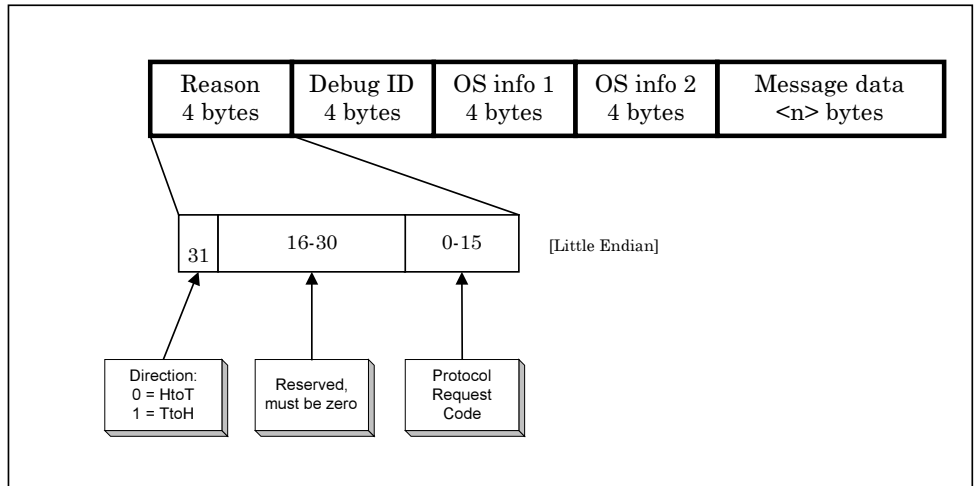 Reason
4 bytes
Debug ID
4 bytes
OS info 1
4 bytes
OS info 2
4 bytes
Message data
<n> bytes
31
16-30
0-15
[Little Endian]
Direction:
0 = HtoT
1 = TtoH
Reserved,
must be zero
Protocol
Request
Code